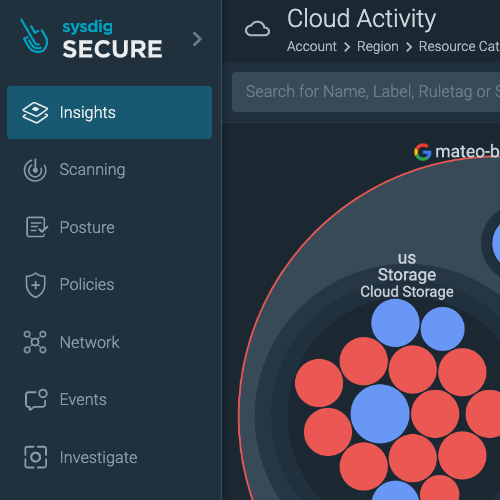 sysdig
SECURE
Insights
Scanning
Posture
Policies
Network
Events
Investigate
Cloud Activity
Account > Region > Resource Cat
Search for Name, Label, Ruletag or S
mateo-b
us
Storage
Cloud Storage